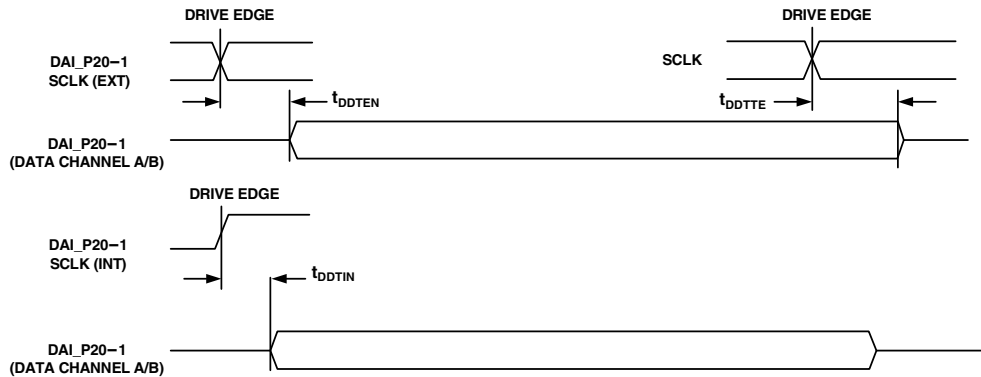 DRIVE EDGE
DRIVE EDGE
DAI_P20−1
SCLK (EXT)
SCLK
tDDTEN
tDDTTE
DAI_P20−1
(DATA CHANNEL A/B)
DRIVE EDGE
DAI_P20−1
SCLK (INT)
tDDTIN
DAI_P20−1
(DATA CHANNEL A/B)